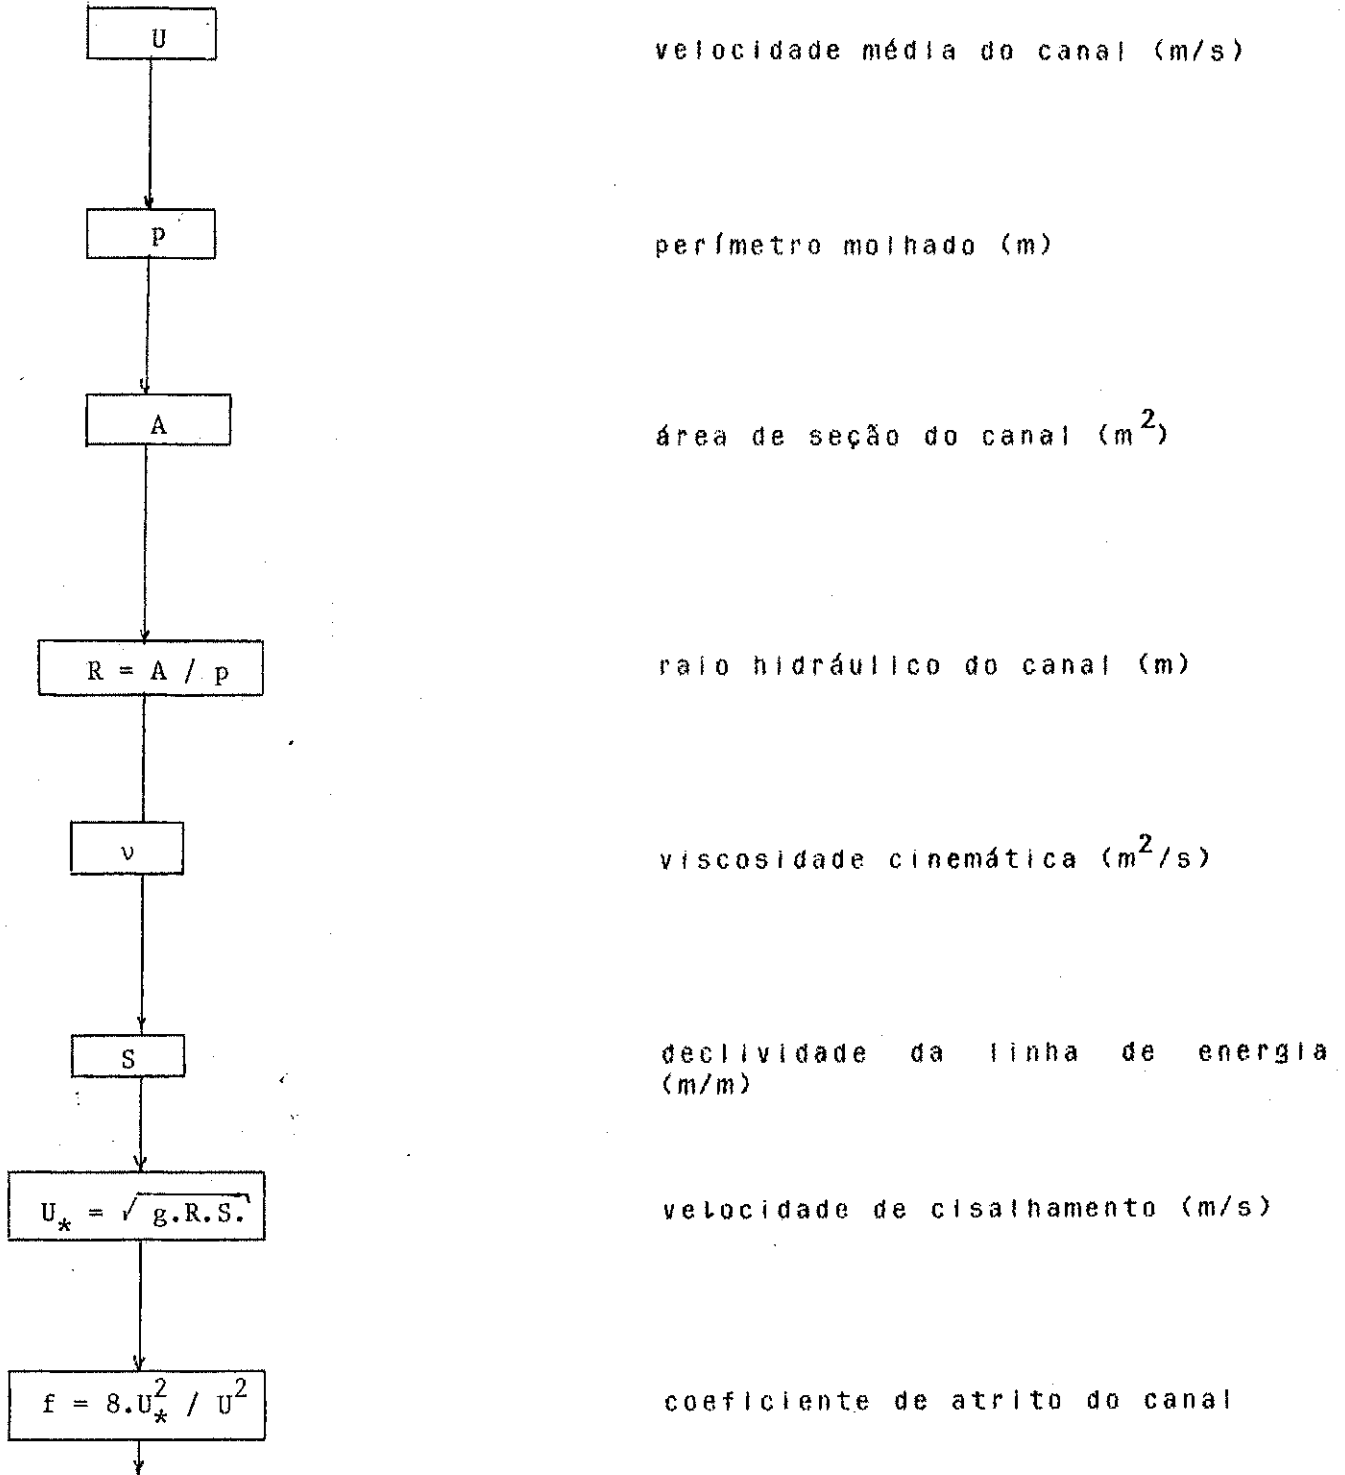 U velocidade média do canal (m/s)
p perímetro molhado (m)
A área de seção do canal (m²)
R = A / p raio hidráulico do canal (m)
ν viscosidade cinemática (m²/s)
S declividade da linha de energia
(m/m)
U* = √g.R.S. velocidade de cisalhamento (m/s)
f = 8.U*² / U² coeficiente de atrito do canal